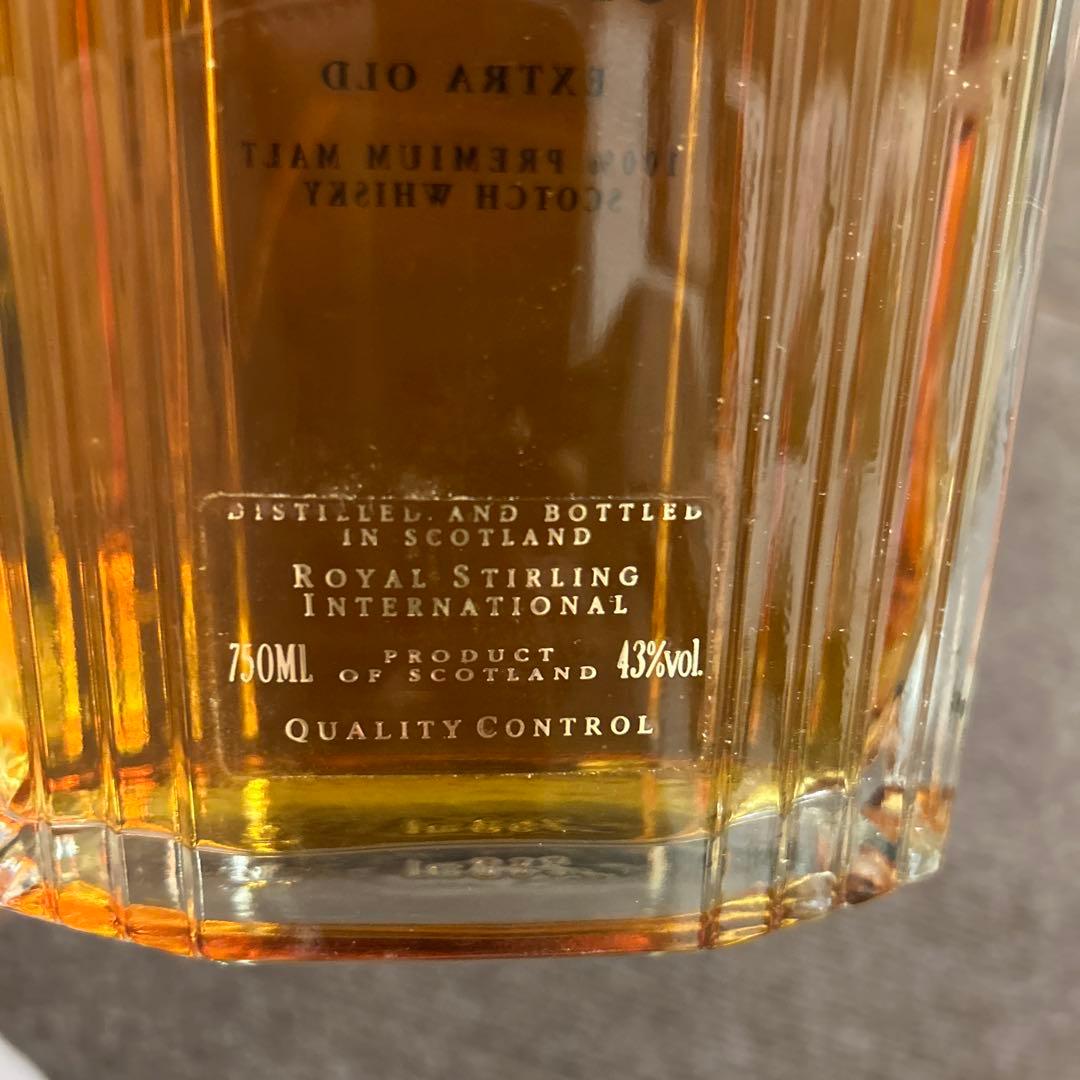 EXTRA OLD
100% PREMIUM MALT
SCOTCH WHISKY
DISTILLED AND BOTTLED
IN SCOTLAND
ROYAL STIRLING
INTERNATIONAL
750ML PRODUCT OF SCOTLAND 43%vol.
QUALITY CONTROL